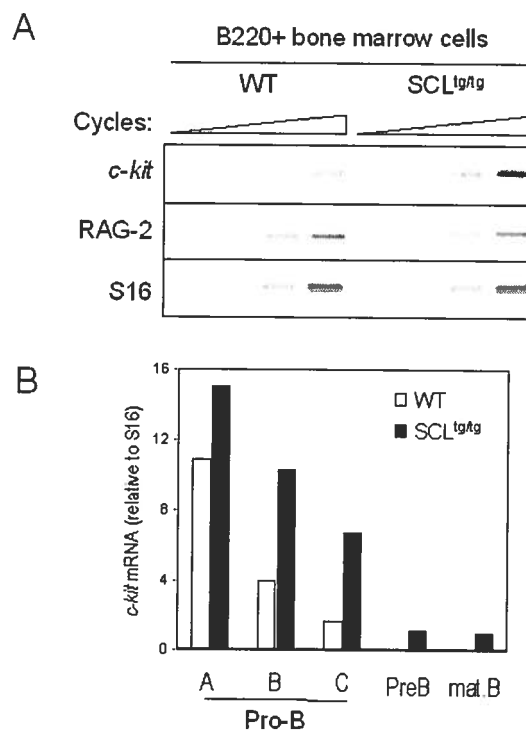 A
B220+ bone marrow cells
WT SCLtg/tg
Cycles:
c-kit
RAG-2
S16
B
16
12
8
4
0
c-kit mRNA (relative to S16)
WT
SCLtg/tg
A B C PreB mat.B
Pro-B